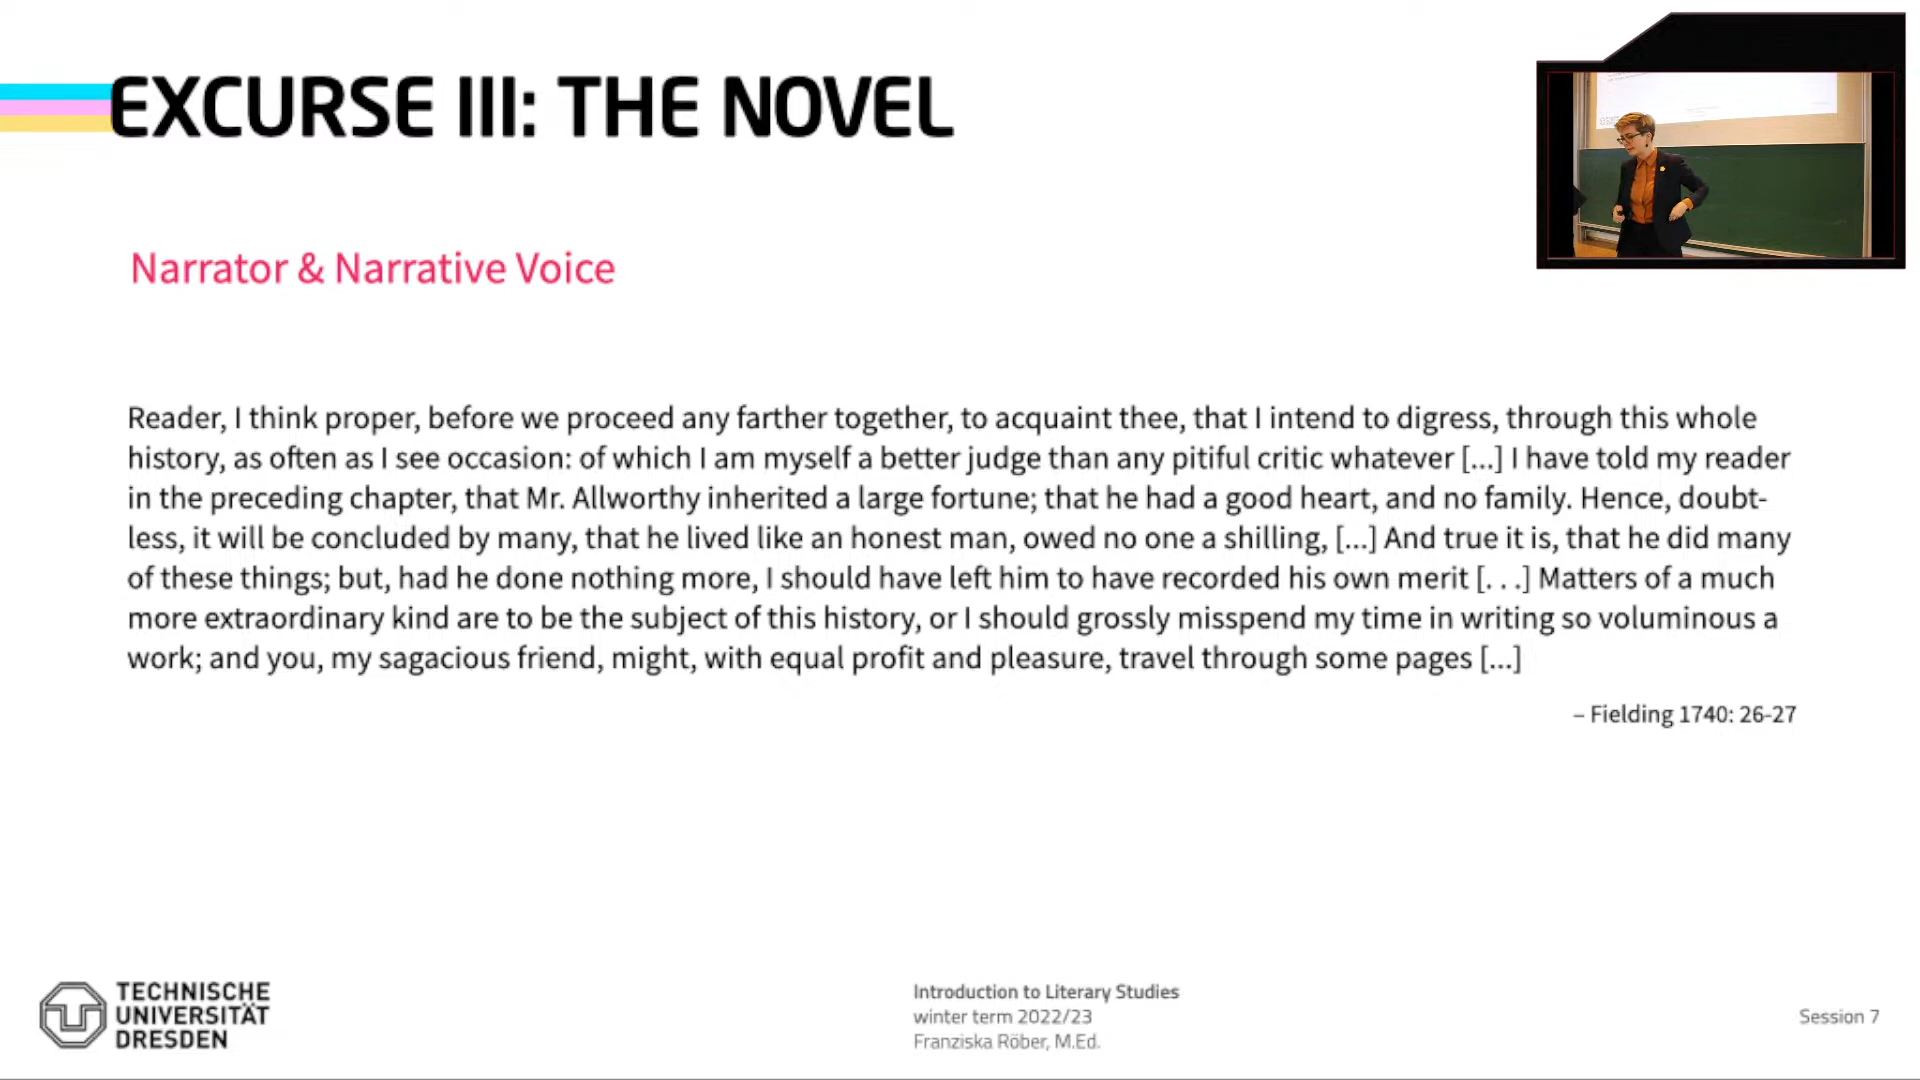 EXCURSE III: THE NOVEL
Narrator & Narrative Voice
Reader, I think proper, before we proceed any farther together, to acquaint thee, that I intend to digress, through this whole
history, as often as I see occasion: of which I am myself a better judge than any pitiful critic whatever [...] I have told my reader
in the preceding chapter, that Mr. Allworthy inherited a large fortune; that he had a good heart, and no family. Hence, doubt-
less, it will be concluded by many, that he lived like an honest man, owed no one a shilling, [...] And true it is, that he did many
of these things; but, had he done nothing more, I should have left him to have recorded his own merit [. . .] Matters of a much
more extraordinary kind are to be the subject of this history, or I should grossly misspend my time in writing so voluminous a
work; and you, my sagacious friend, might, with equal profit and pleasure, travel through some pages [...]
– Fielding 1740: 26-27
TECHNISCHE
UNIVERSITÄT
DRESDEN
Introduction to Literary Studies
winter term 2022/23
Franziska Röber, M.Ed.
Session 7